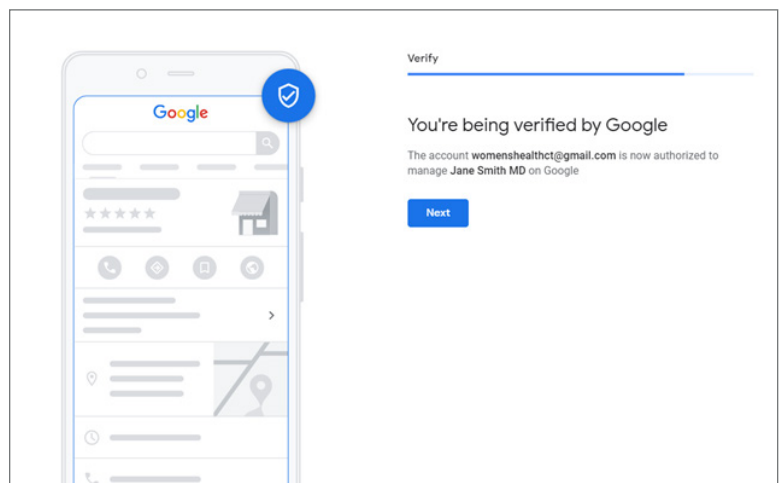 Google
Verify
You're being verified by Google
The account womenshealthct@gmail.com is now authorized to
manage Jane Smith MD on Google
Next